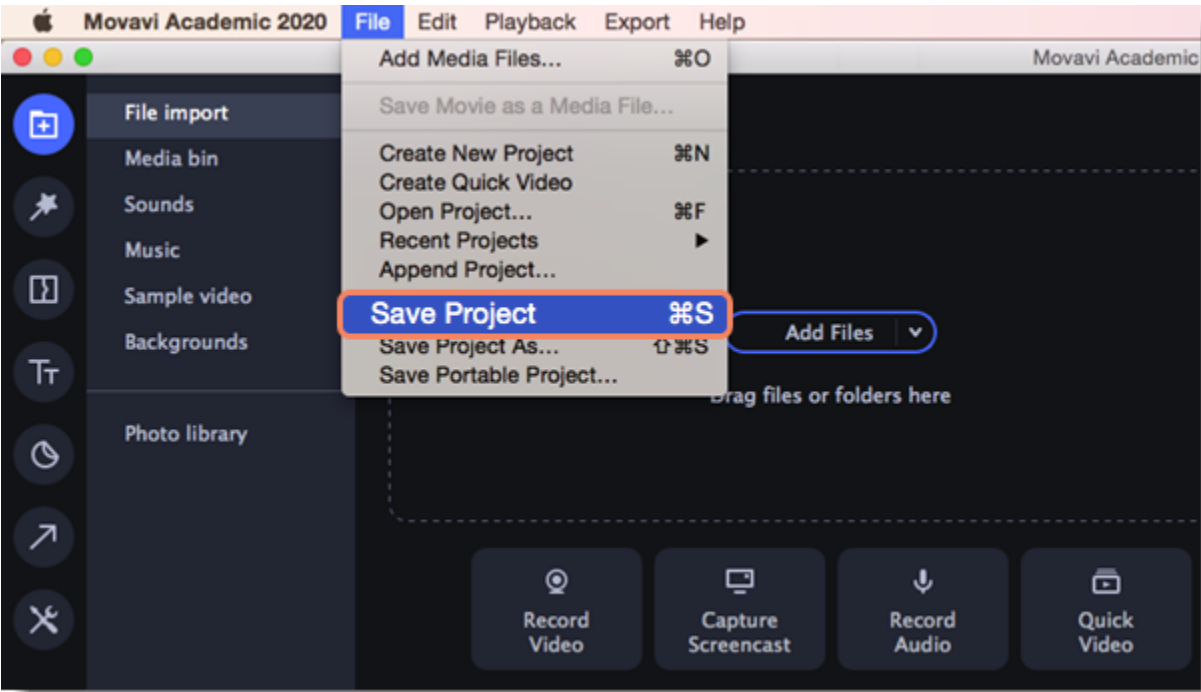 Movavi Academic 2020 File Edit Playback Export Help
Movavi Academic
Add Media Files... ⌘O
Save Movie as a Media File...
Create New Project ⌘N
Create Quick Video
Open Project... ⌘F
Recent Projects ▶
Append Project...
Save Project ⌘S
Save Project As... ⇧⌘S
Save Portable Project...
File import
Media bin
Sounds
Music
Sample video
Backgrounds
Photo library
Add Files
Drag files or folders here
Record
Video
Capture
Screencast
Record
Audio
Quick
Video